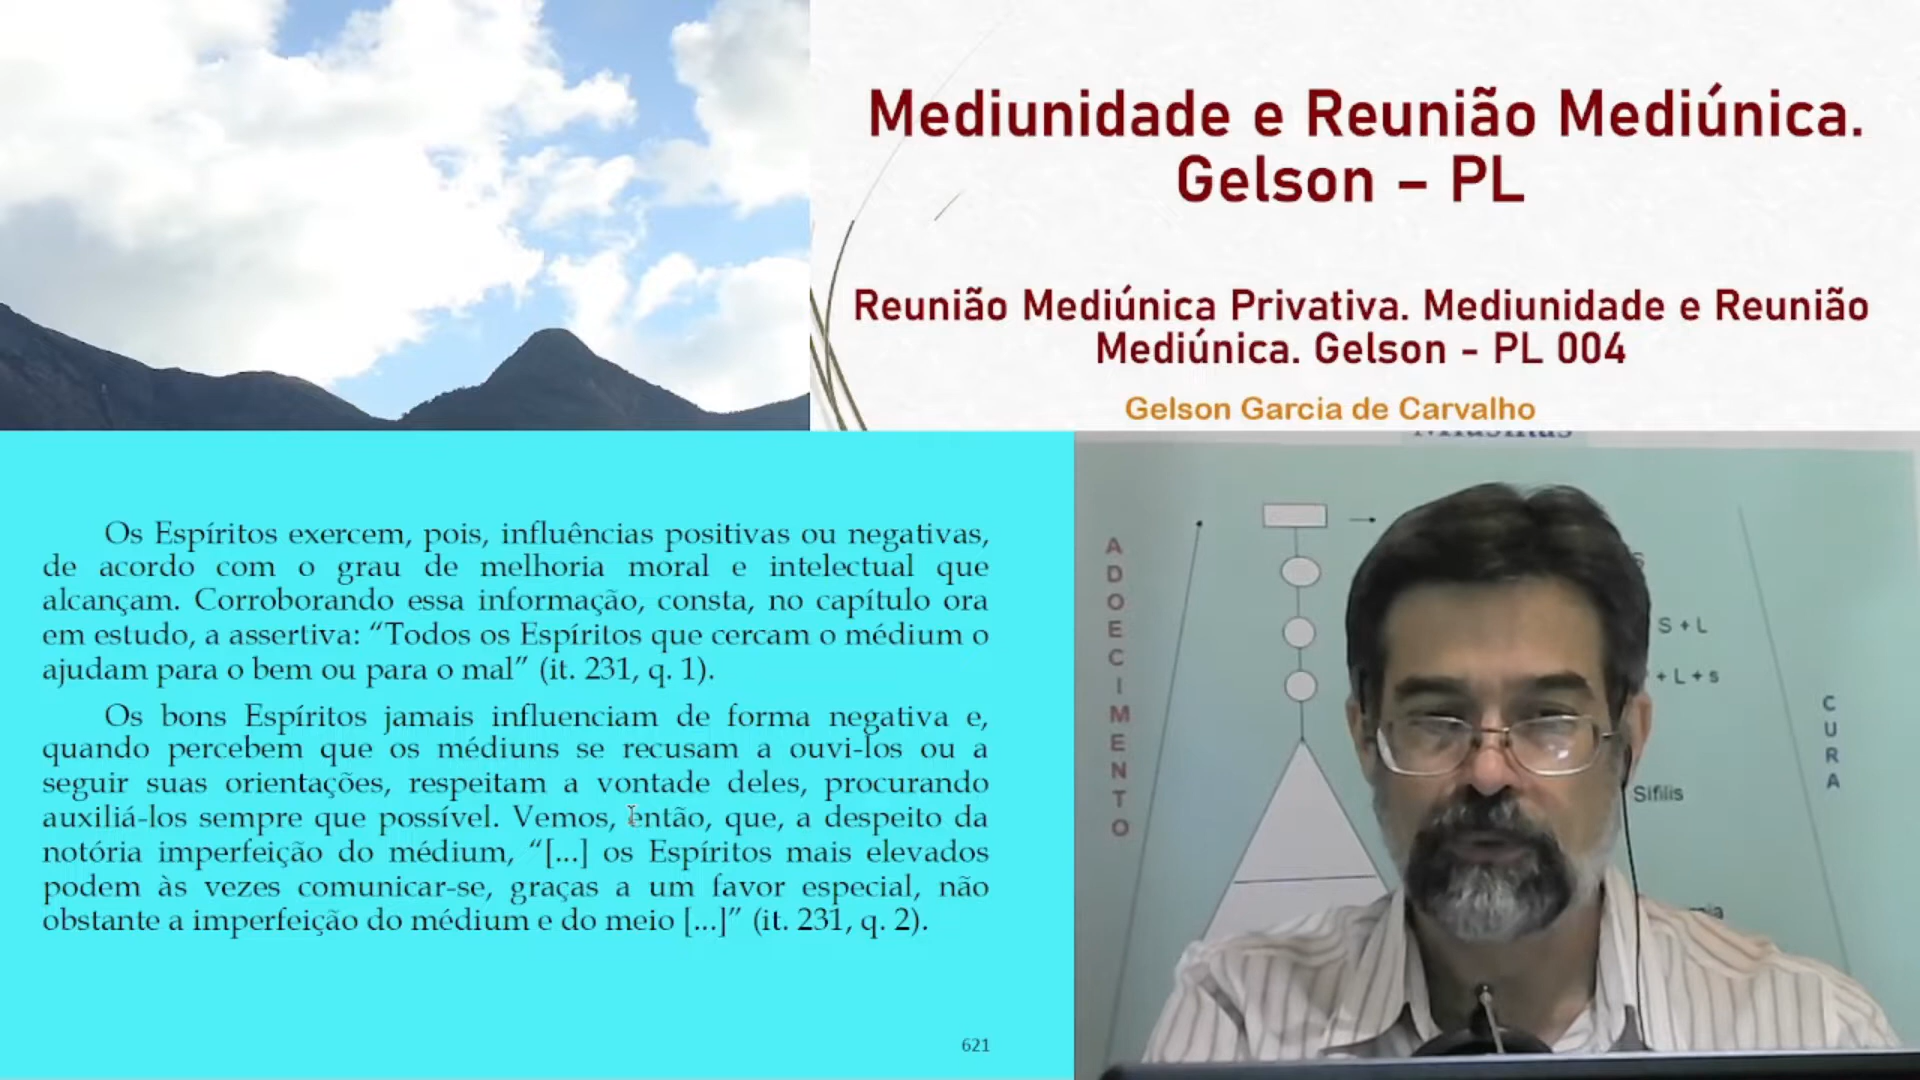 Mediunidade e Reunião Mediúnica.
Gelson – PL
Reunião Mediúnica Privativa. Mediunidade e Reunião
Mediúnica. Gelson - PL 004
Gelson Garcia de Carvalho
Os Espíritos exercem, pois, influências positivas ou negativas,
de acordo com o grau de melhoria moral e intelectual que
alcançam. Corroborando essa informação, consta, no capítulo ora
em estudo, a assertiva: “Todos os Espíritos que cercam o médium o
ajudam para o bem ou para o mal” (it. 231, q. 1).
Os bons Espíritos jamais influenciam de forma negativa e,
quando percebem que os médiuns se recusam a ouvi-los ou a
seguir suas orientações, respeitam a vontade deles, procurando
auxiliá-los sempre que possível. Vemos, então, que, a despeito da
notória imperfeição do médium, “[...] os Espíritos mais elevados
podem às vezes comunicar-se, graças a um favor especial, não
obstante a imperfeição do médium e do meio [...]” (it. 231, q. 2).
621
ADOECIMENTO
S + L
+ L + s
Sífilis
CURA